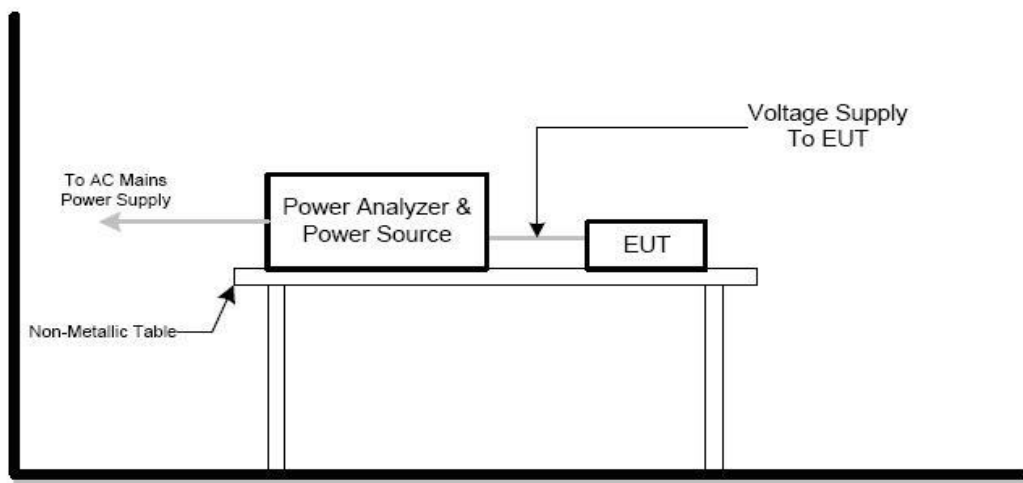 Voltage Supply
To EUT
To AC Mains
Power Supply
Power Analyzer &
Power Source
EUT
Non-Metallic Table